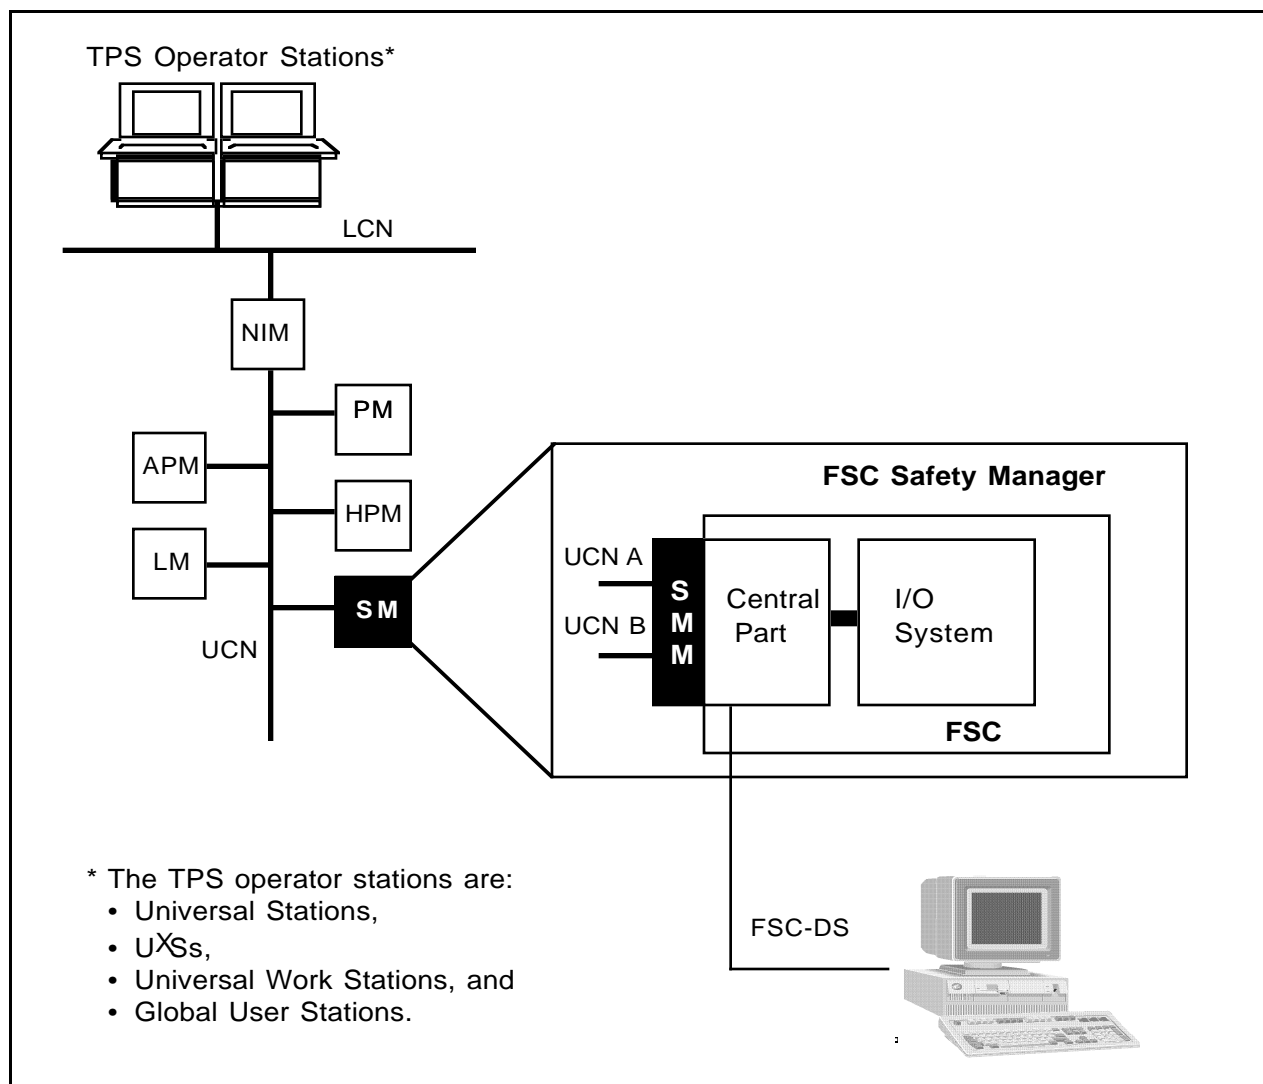 TPS Operator Stations*
LCN
NIM
PM
APM
HPM
LM
SM
UCN
FSC Safety Manager
UCN A
UCN B
S
M
M
Central
Part
I/O
System
FSC
* The TPS operator stations are:
• Universal Stations,
• UXSs,
• Universal Work Stations, and
• Global User Stations.
FSC-DS